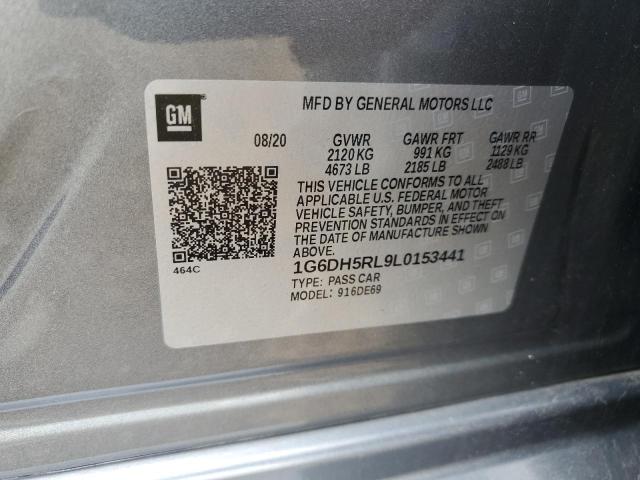 GM
MFD BY GENERAL MOTORS LLC
08/20 GVWR GAWR FRT GAWR RR
2120 KG 991 KG 1129 KG
4673 LB 2185 LB 2488 LB
THIS VEHICLE CONFORMS TO ALL
APPLICABLE U.S. FEDERAL MOTOR
VEHICLE SAFETY, BUMPER, AND THEFT
PREVENTION STANDARDS IN EFFECT ON
THE DATE OF MANUFACTURE SHOWN
ABOVE.
464C
1G6DH5RL9L0153441
TYPE: PASS CAR
MODEL: 916DE69